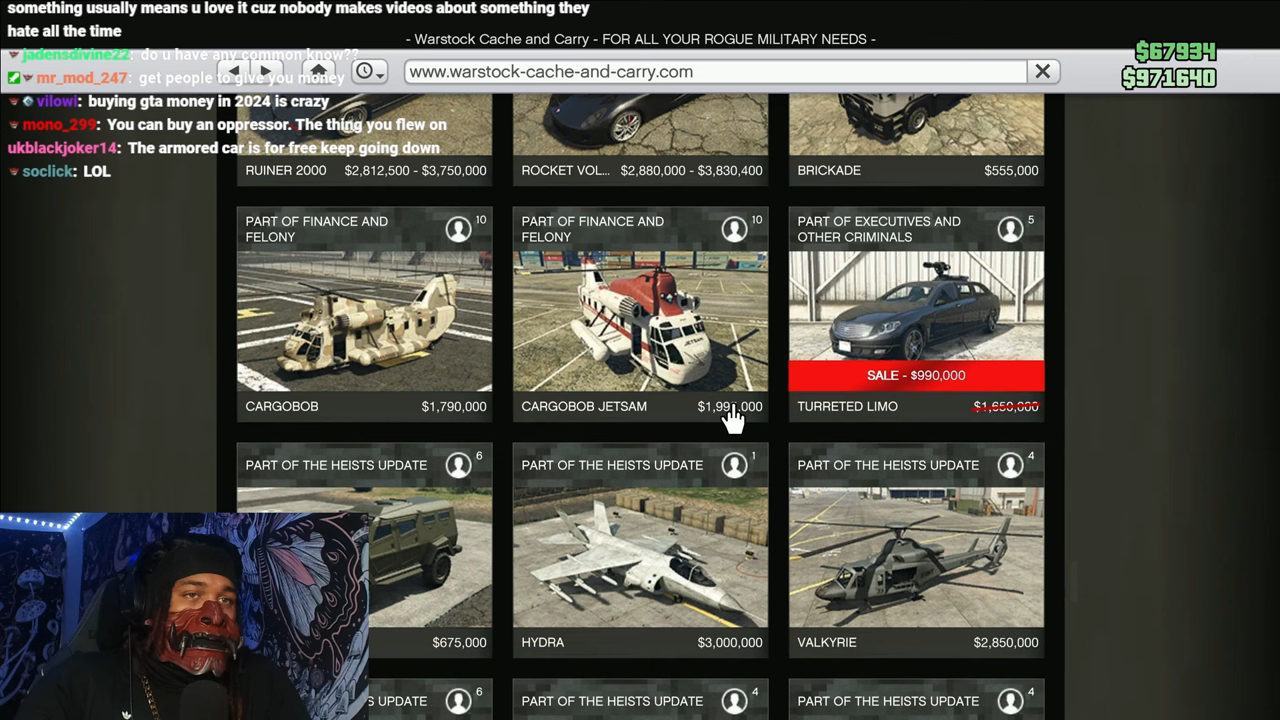 something usually means u love it cuz nobody makes videos about something they
hate all the time
- Warstock Cache and Carry - FOR ALL YOUR ROGUE MILITARY NEEDS -
jadensdivine22: do u have any common know??
mr_mod_247: get people to give you money
www.warstock-cache-and-carry.com
$67934
$971640
vilowl: buying gta money in 2024 is crazy
mono_299: You can buy an oppressor. The thing you flew on
ukblackjoker14: The armored car is for free keep going down
soclick: LOL
RUINER 2000 $2,812,500 - $3,750,000
ROCKET VOL... $2,880,000 - $3,830,400
BRICKADE $555,000
PART OF FINANCE AND
FELONY
10
PART OF FINANCE AND
FELONY
10
PART OF EXECUTIVES AND
OTHER CRIMINALS
5
JETSAM
SALE - $990,000
CARGOBOB $1,790,000
CARGOBOB JETSAM
TURRETED LIMO $1,650,000
PART OF THE HEISTS UPDATE 6
PART OF THE HEISTS UPDATE 1
PART OF THE HEISTS UPDATE 4
$675,000
HYDRA $3,000,000
VALKYRIE $2,850,000
S UPDATE 6
PART OF THE HEISTS UPDATE 4
PART OF THE HEISTS UPDATE 4